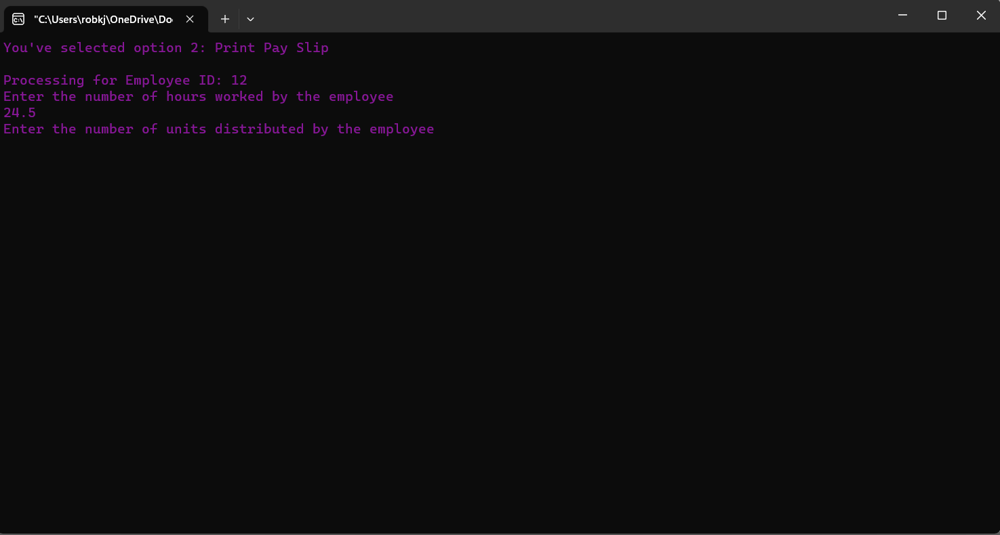 "C:\Users\robkj\OneDrive\Do
You've selected option 2: Print Pay Slip
Processing for Employee ID: 12
Enter the number of hours worked by the employee
24.5
Enter the number of units distributed by the employee